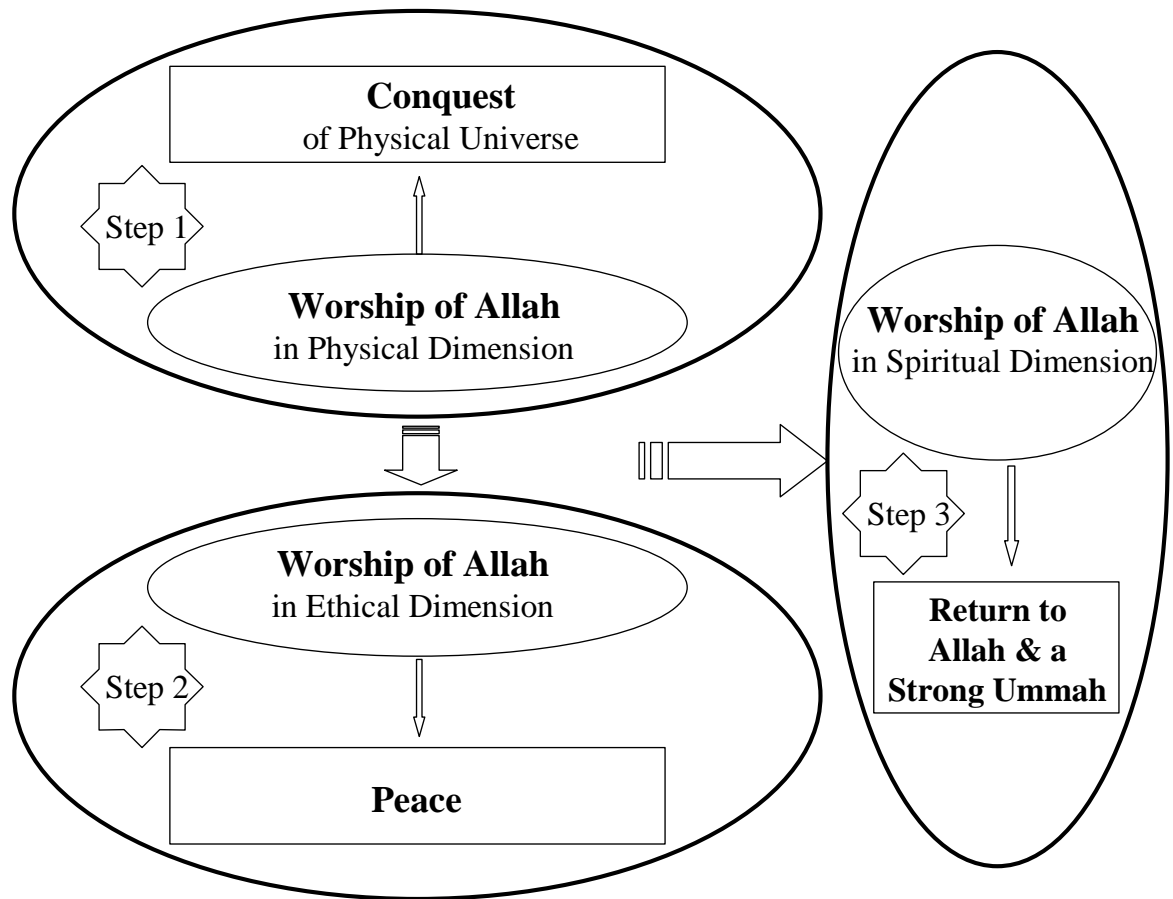 Conquest
of Physical Universe
Step 1
Worship of Allah
in Physical Dimension
Worship of Allah
in Ethical Dimension
Step 2
Peace
Worship of Allah
in Spiritual Dimension
Step 3
Return to
Allah & a
Strong Ummah